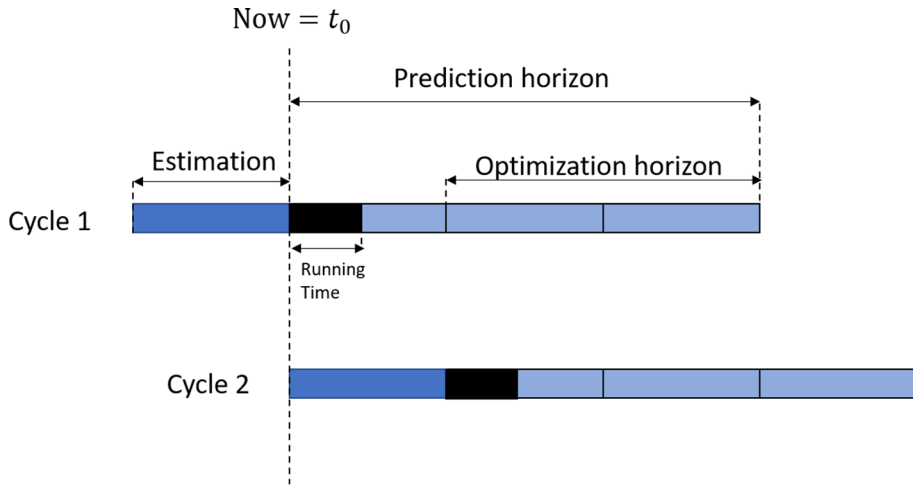 Now = t₀
Prediction horizon
Estimation
Optimization horizon
Cycle 1
Running
Time
Cycle 2